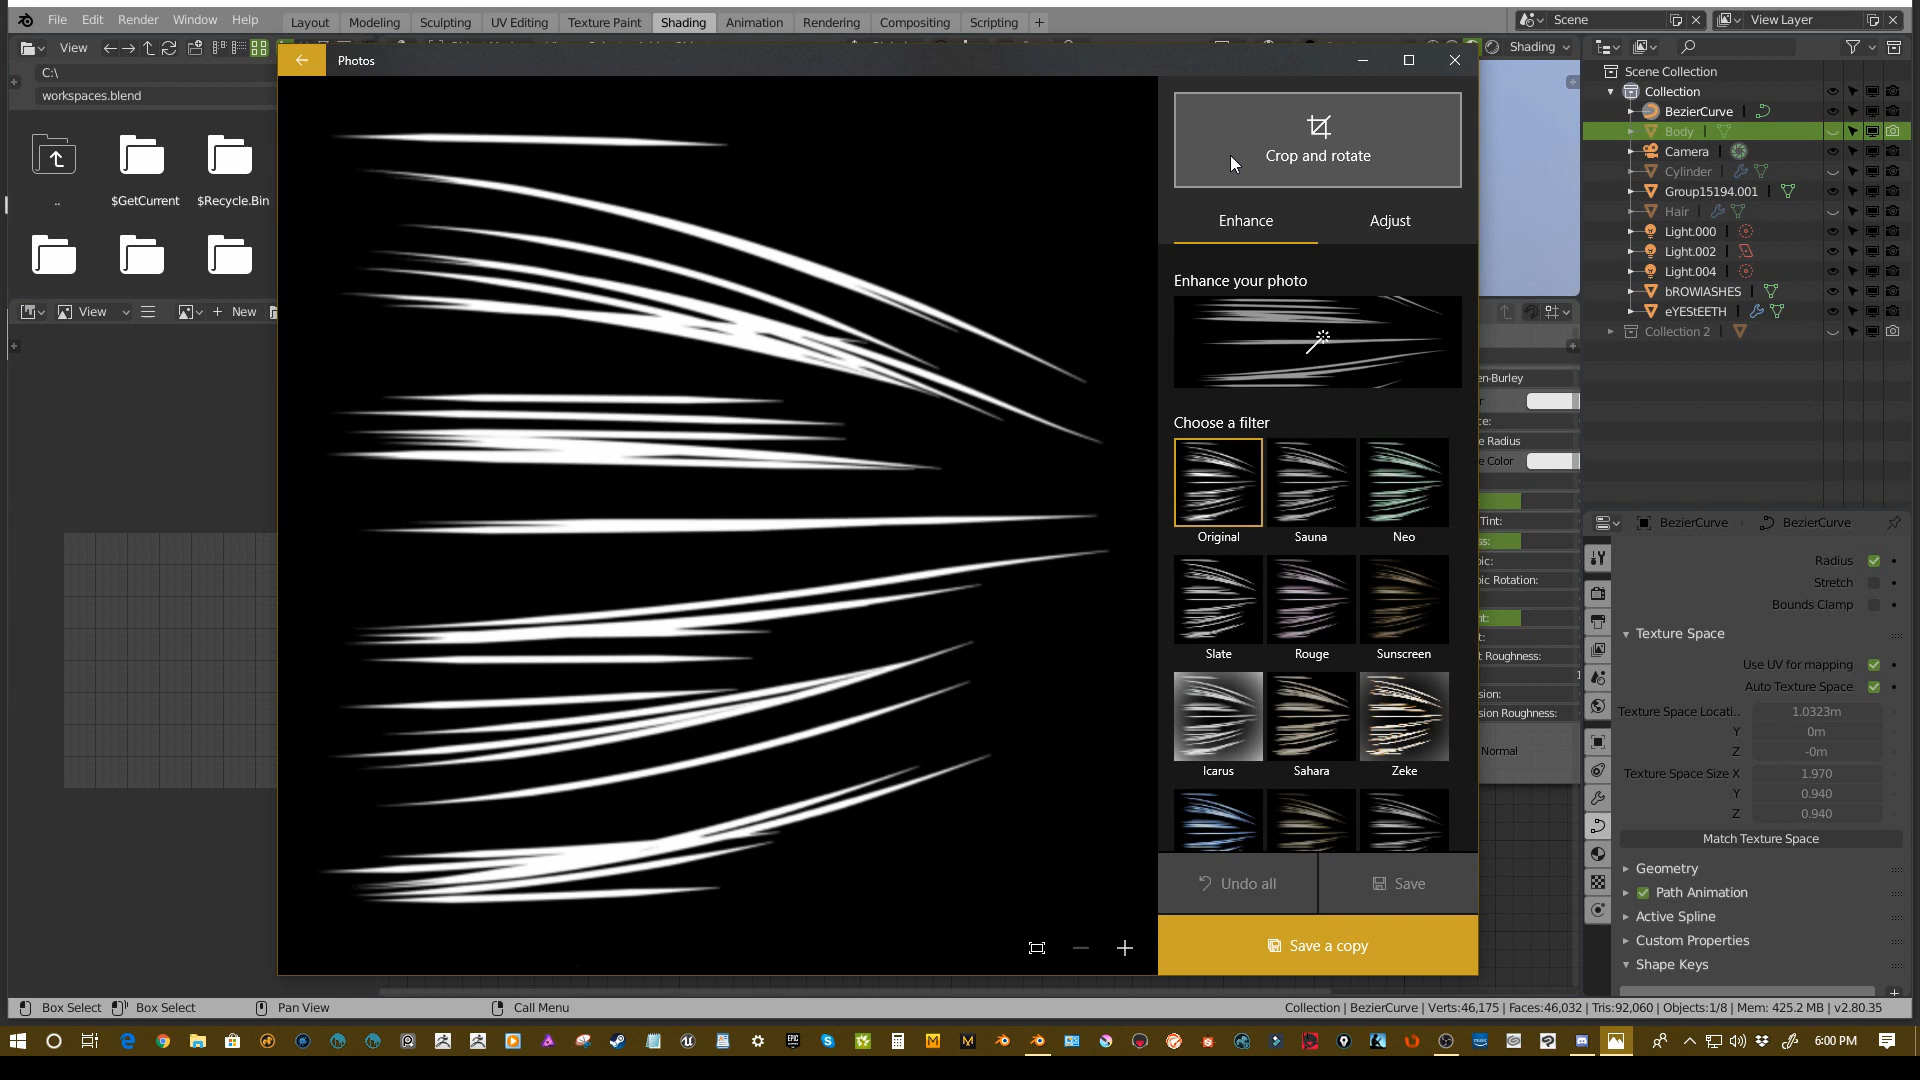 File Edit Render Window Help Layout Modeling Sculpting UV Editing Texture Paint Shading Animation Rendering Compositing Scripting + Scene View Layer
View Shading
C:\
workspaces.blend
.. $GetCurrent $Recycle.Bin
View + New
Photos
Crop and rotate
Enhance Adjust
Enhance your photo
Choose a filter
Original Sauna Neo
Slate Rouge Sunscreen
Icarus Sahara Zeke
Undo all Save
Save a copy
en-Burley
ce:
e Radius
e Color
Tint:
ss:
pic:
pic Rotation:
nt:
t:
t Roughness:
sion:
sion Roughness:
Normal
Scene Collection
Collection
BezierCurve
Body
Camera
Cylinder
Group15194.001
Hair
Light.000
Light.002
Light.004
bROWlASHES
eYEStEETH
Collection 2
BezierCurve BezierCurve
Radius
Stretch
Bounds Clamp
Texture Space
Use UV for mapping
Auto Texture Space
Texture Space Locati.. 1.0323m
Y 0m
Z -0m
Texture Space Size X 1.970
Y 0.940
Z 0.940
Match Texture Space
Geometry
Path Animation
Active Spline
Custom Properties
Shape Keys
Box Select Box Select Pan View Call Menu Collection | BezierCurve | Verts:46,175 | Faces:46,032 | Tris:92,060 | Objects:1/8 | Mem: 425.2 MB | v2.80.35
6:00 PM